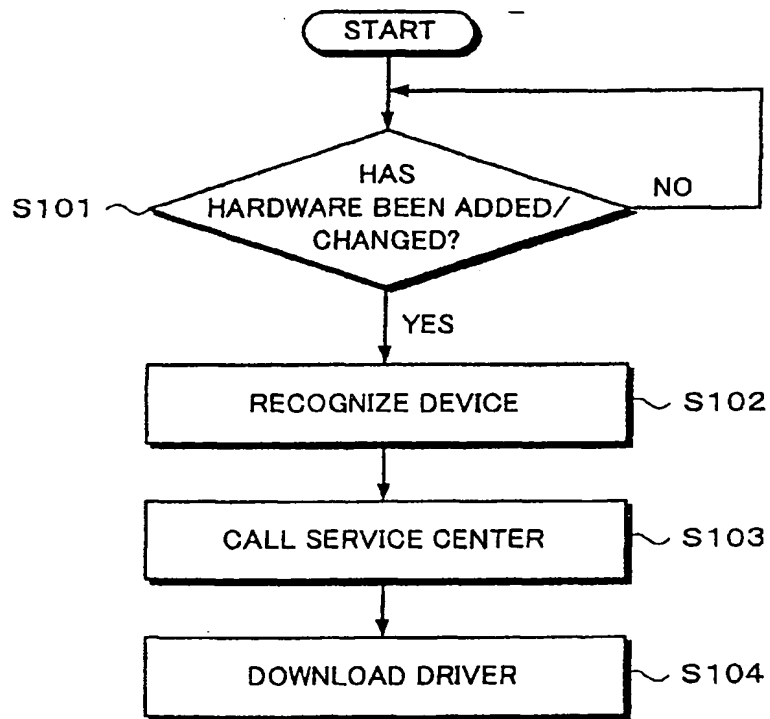 START
HAS
HARDWARE BEEN ADDED/
CHANGED?
S101
NO
YES
RECOGNIZE DEVICE
S102
CALL SERVICE CENTER
S103
DOWNLOAD DRIVER
S104